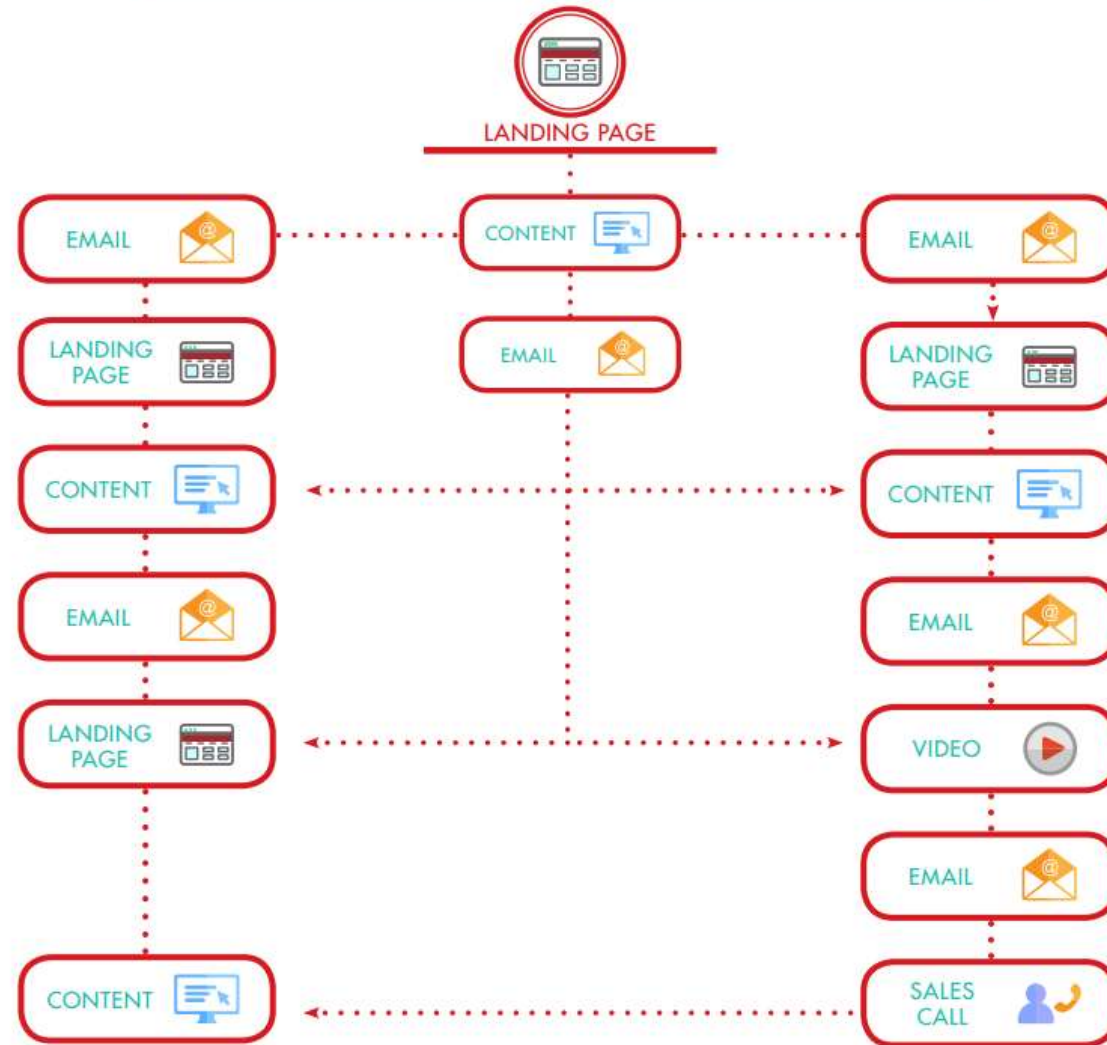 LANDING PAGE
EMAIL
CONTENT
EMAIL
LANDING
PAGE
EMAIL
LANDING
PAGE
CONTENT
CONTENT
EMAIL
EMAIL
LANDING
PAGE
VIDEO
EMAIL
CONTENT
SALES
CALL